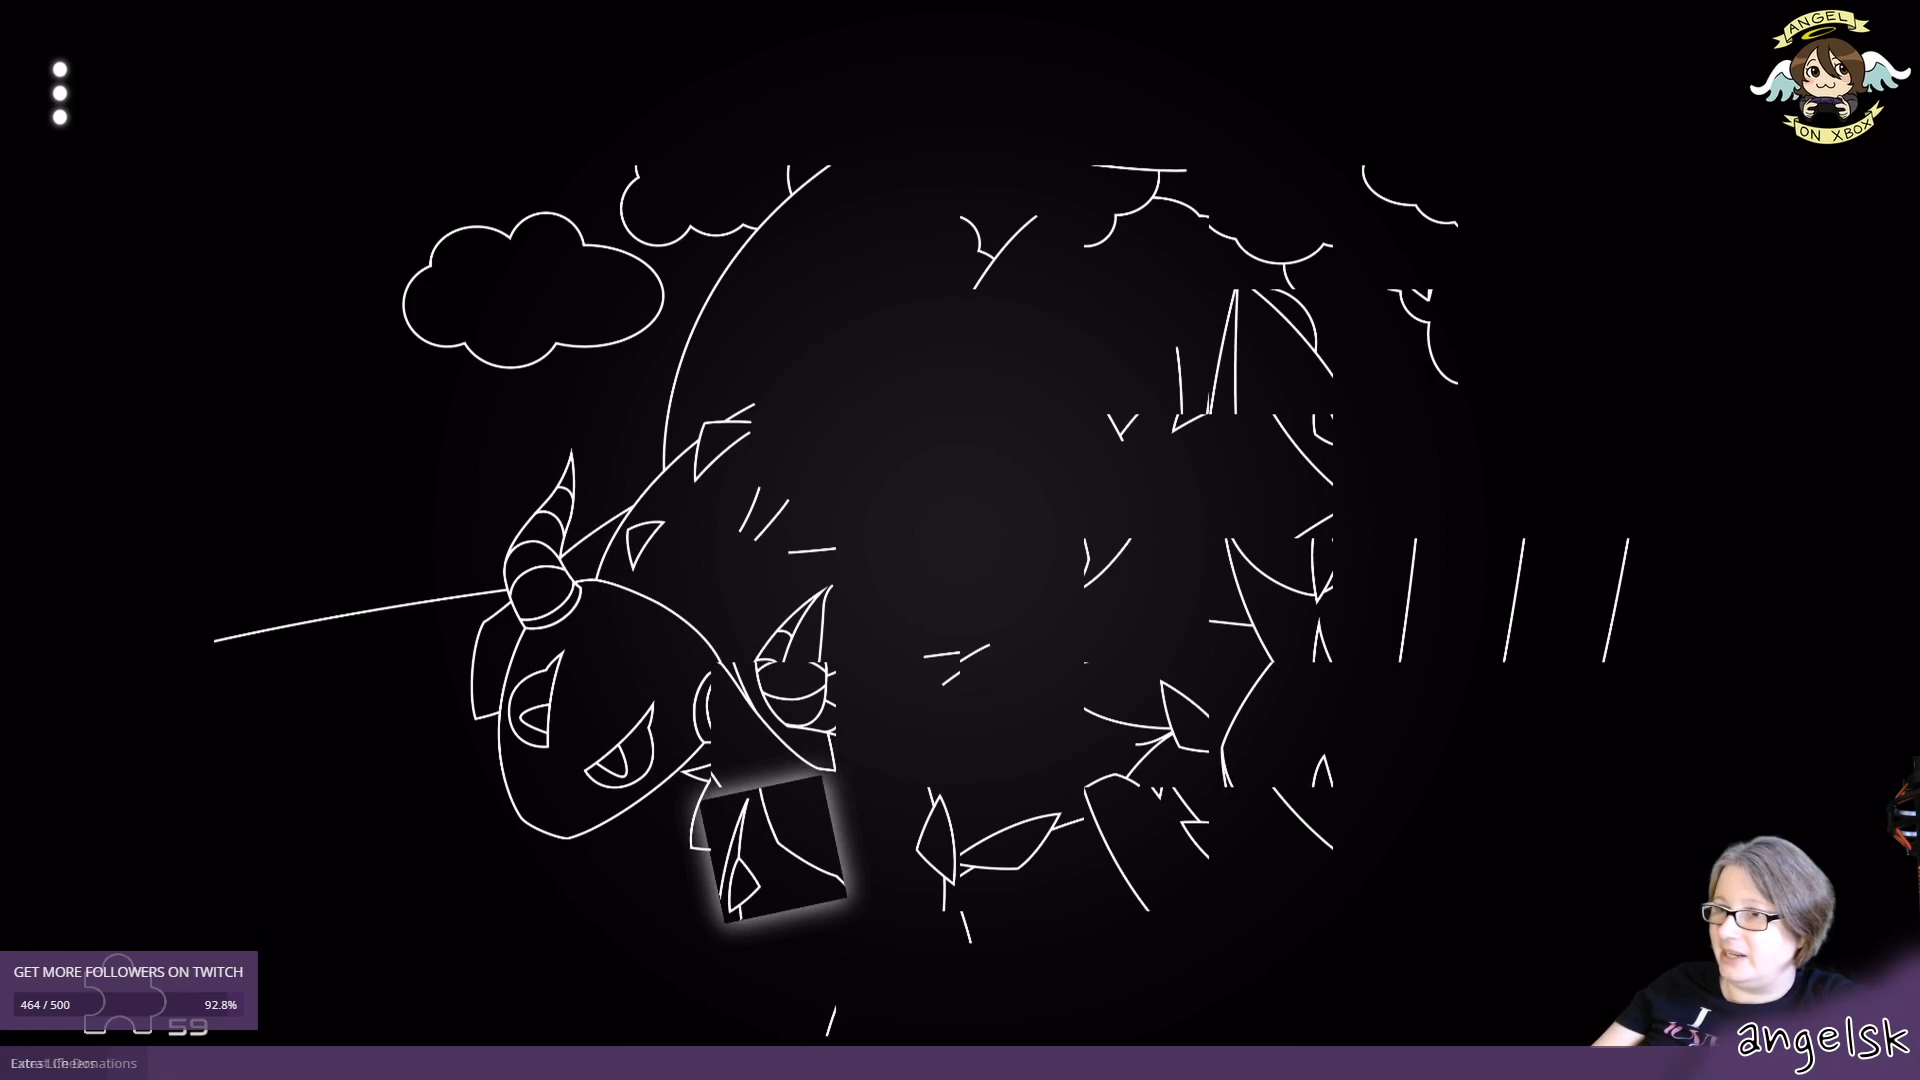 ANGEL
ON XBOX
GET MORE FOLLOWERS ON TWITCH
464 / 500
92.8%
59
angelsk